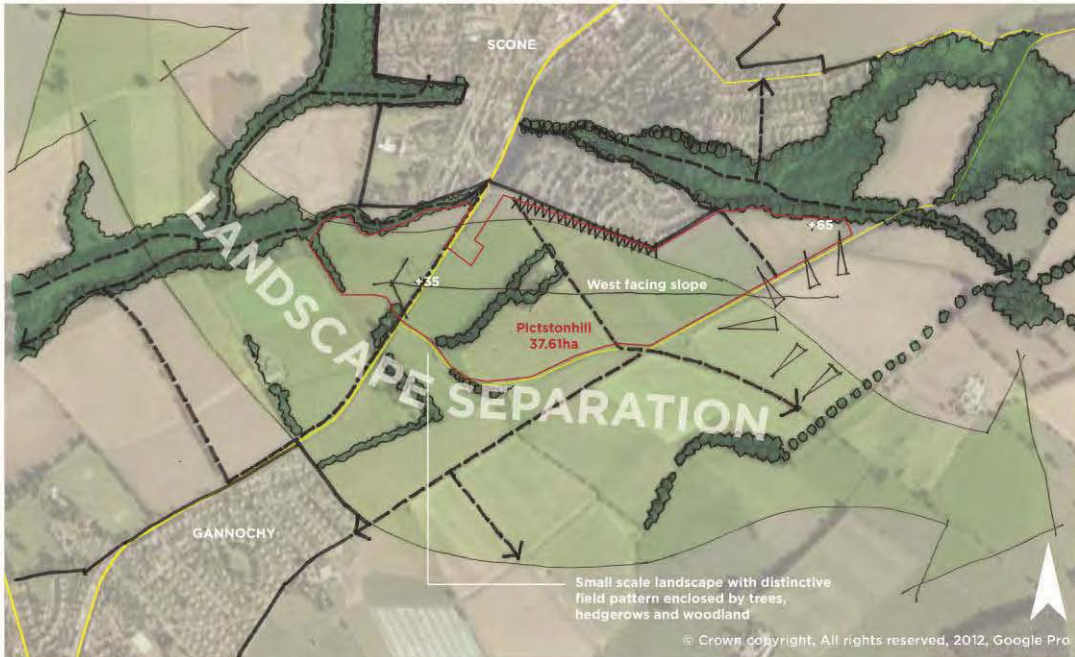 SCONE
LANDSCAPE SEPARATION
+35
+65
West facing slope
Pictstonhill
37.61ha
GANNOCHY
Small scale landscape with distinctive
field pattern enclosed by trees,
hedgerows and woodland
© Crown copyright, All rights reserved, 2012, Google Pro